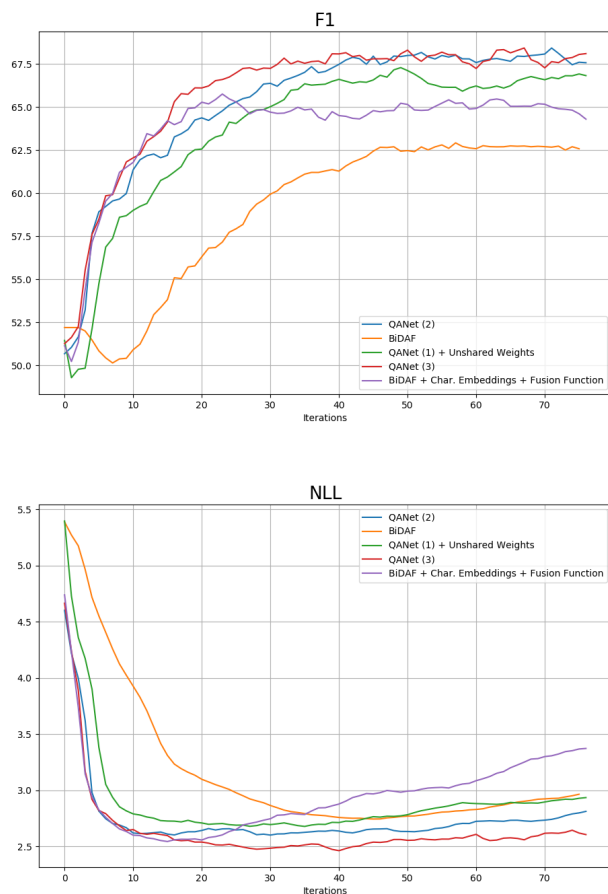 F1
67.5
65.0
62.5
60.0
57.5
55.0
52.5
50.0
QANet (2)
BiDAF
QANet (1) + Unshared Weights
QANet (3)
BiDAF + Char. Embeddings + Fusion Function
0 10 20 30 40 50 60 70
Iterations
NLL
5.5
5.0
4.5
4.0
3.5
3.0
2.5
QANet (2)
BiDAF
QANet (1) + Unshared Weights
QANet (3)
BiDAF + Char. Embeddings + Fusion Function
0 10 20 30 40 50 60 70
Iterations